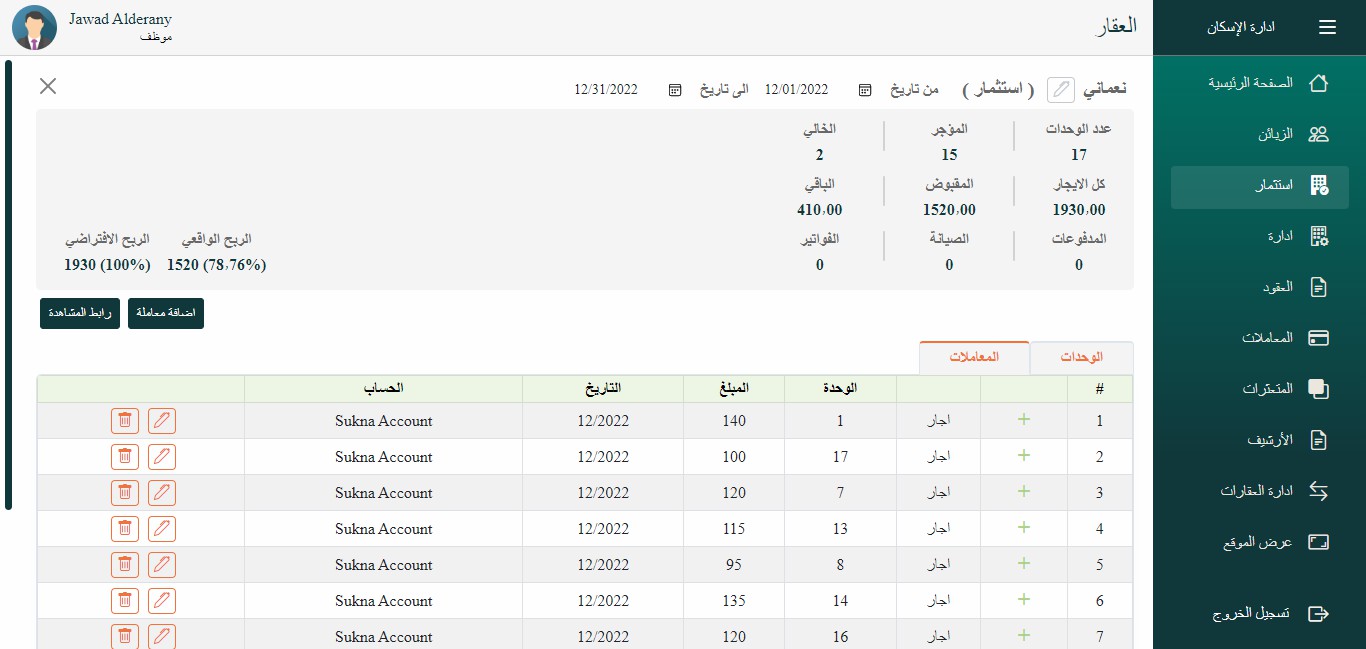 ادارة الإسكان
الصفحة الرئيسية
الزبائن
استثمار
ادارة
العقود
المعاملات
المتعثرات
الأرشيف
ادارة العقارات
عرض الموقع
تسجيل الخروج
العقار
Jawad Alderany
موظف
نعماني ( استثمار ) من تاريخ 12/01/2022 الى تاريخ 12/31/2022
عدد الوحدات المؤجر الخالي
17 15 2
كل الايجار المقبوض الباقي
1930،00 1520،00 410،00
المدفوعات الصيانة الفواتير الربح الواقعي الربح الافتراضي
0 0 0 1520 (78،76%) 1930 (100%)
اضافة معاملة رابط المشاهدة
الوحدات المعاملات
# الوحدة المبلغ التاريخ الحساب
1 + اجار 1 140 12/2022 Sukna Account
2 + اجار 17 100 12/2022 Sukna Account
3 + اجار 7 120 12/2022 Sukna Account
4 + اجار 13 115 12/2022 Sukna Account
5 + اجار 8 95 12/2022 Sukna Account
6 + اجار 14 135 12/2022 Sukna Account
7 + اجار 16 120 12/2022 Sukna Account